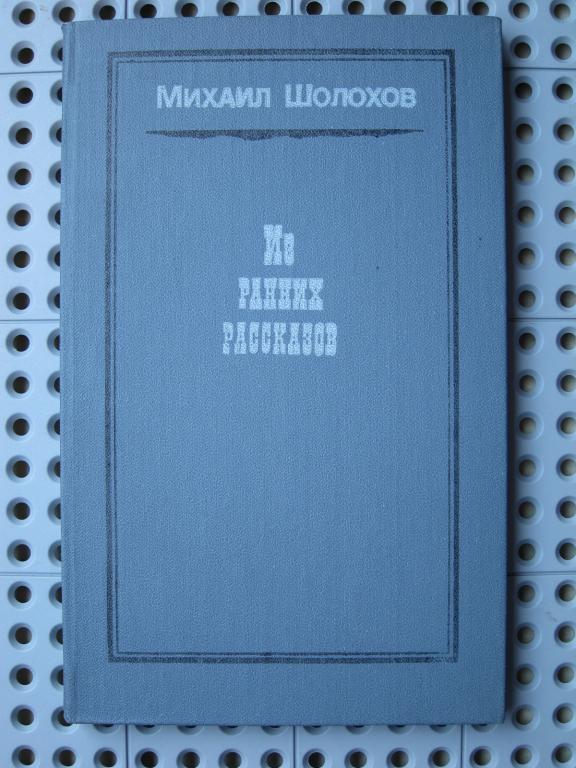 Михаил Шолохов
Из
ранних
рассказов